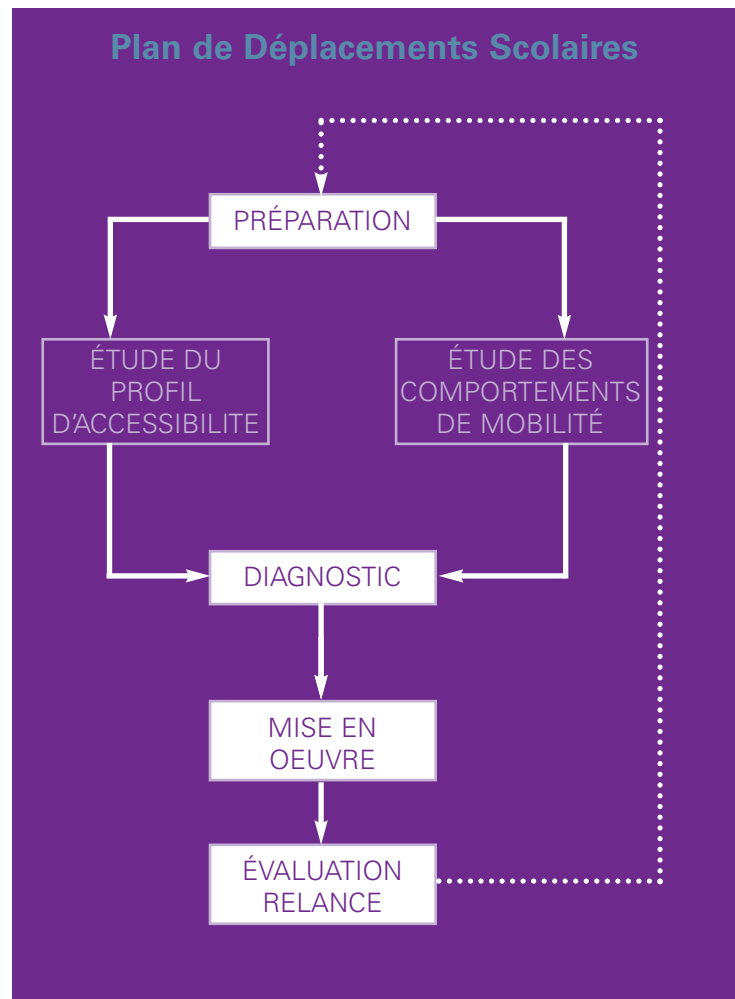 Plan de Déplacements Scolaires
PRÉPARATION
ÉTUDE DU
PROFIL
D'ACCESSIBILITE
ÉTUDE DES
COMPORTEMENTS
DE MOBILITÉ
DIAGNOSTIC
MISE EN
OEUVRE
ÉVALUATION
RELANCE